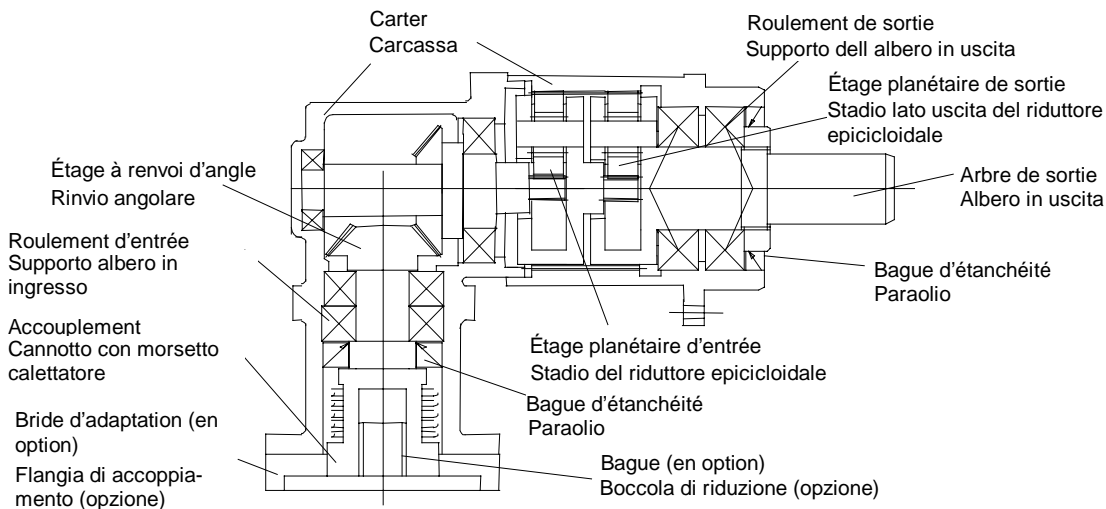 Carter
Carcassa
Roulement de sortie
Supporto dell albero in uscita
Étage planétaire de sortie
Stadio lato uscita del riduttore
epicicloidale
Étage à renvoi d'angle
Rinvio angolare
Arbre de sortie
Albero in uscita
Roulement d'entrée
Supporto albero in
ingresso
Bague d'étanchéité
Paraolio
Accouplement
Cannotto con morsetto
calettatore
Étage planétaire d'entrée
Stadio del riduttore epicicloidale
Bague d'étanchéité
Paraolio
Bride d'adaptation (en
option)
Flangia di accoppia-
mento (opzione)
Bague (en option)
Boccola di riduzione (opzione)